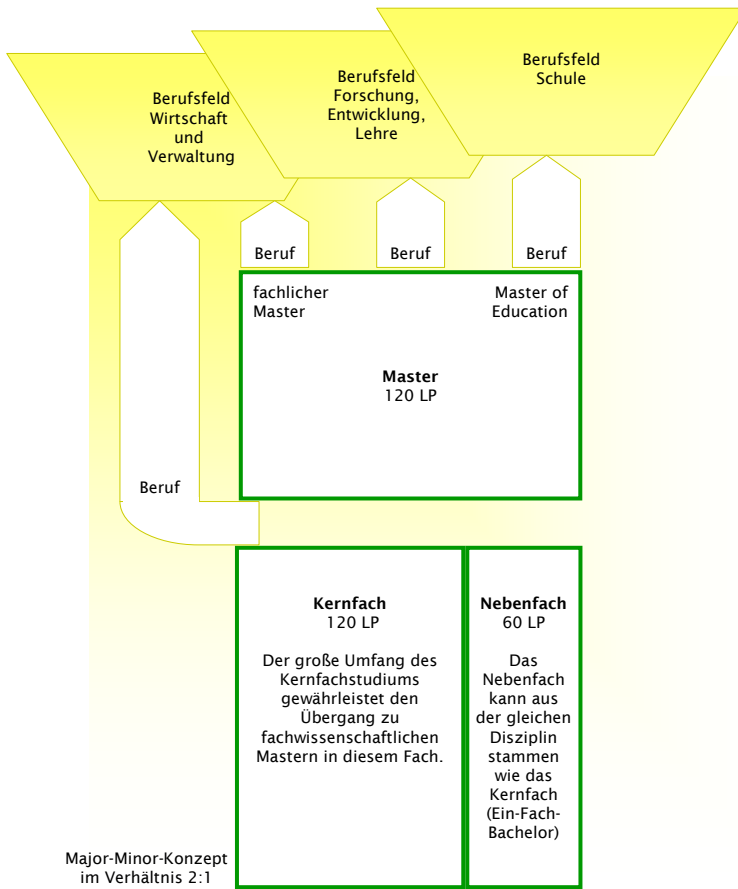 Berufsfeld
Wirtschaft
und
Verwaltung
Berufsfeld
Forschung,
Entwicklung,
Lehre
Berufsfeld
Schule
Beruf
Beruf
Beruf
fachlicher
Master
Master of
Education
Master
120 LP
Beruf
Kernfach
120 LP
Der große Umfang des
Kernfachstudiums
gewährleistet den
Übergang zu
fachwissenschaftlichen
Mastern in diesem Fach.
Nebenfach
60 LP
Das
Nebenfach
kann aus
der gleichen
Disziplin
stammen
wie das
Kernfach
(Ein-Fach-
Bachelor)
Major-Minor-Konzept
im Verhältnis 2:1